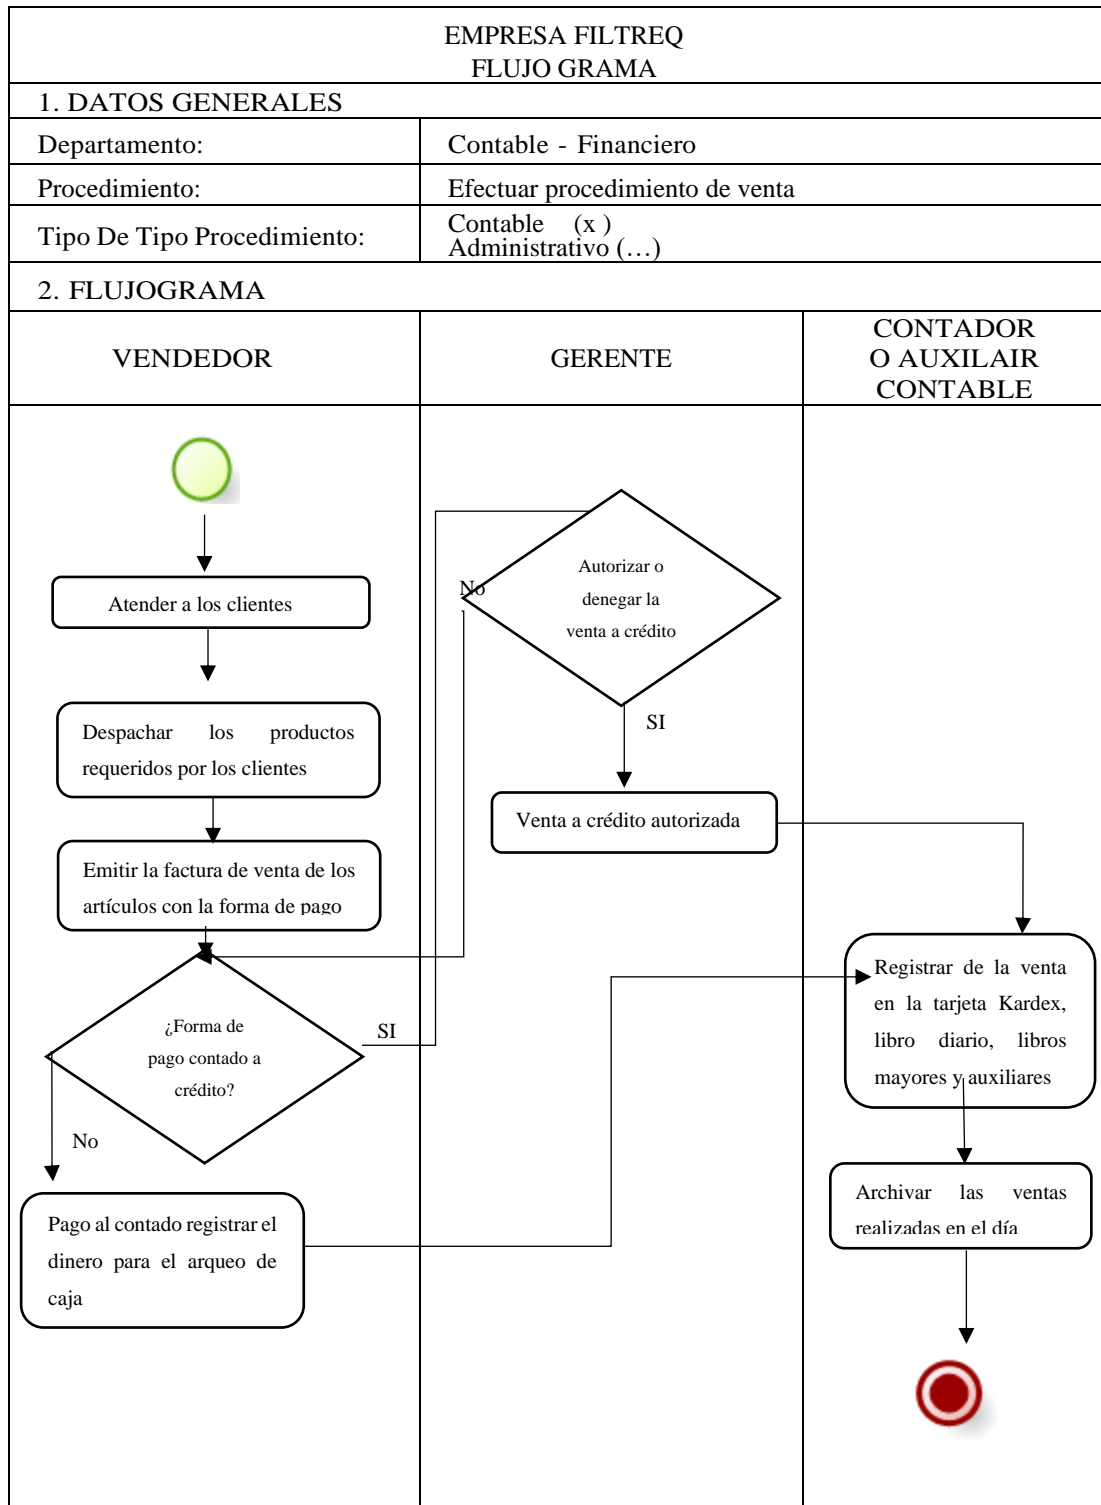 EMPRESA FILTREQ
FLUJO GRAMA
1. DATOS GENERALES
Departamento:
Contable - Financiero
Procedimiento:
Efectuar procedimiento de venta
Tipo De Tipo Procedimiento:
Contable (x )
Administrativo (…)
2. FLUJOGRAMA
VENDEDOR
GERENTE
CONTADOR
O AUXILAIR
CONTABLE
Atender a los clientes
Despachar los productos
requeridos por los clientes
Emitir la factura de venta de los
artículos con la forma de pago
¿Forma de
pago contado a
crédito?
SI
No
Pago al contado registrar el
dinero para el arqueo de
caja
Autorizar o
denegar la
venta a crédito
No
SI
Venta a crédito autorizada
Registrar de la venta
en la tarjeta Kardex,
libro diario, libros
mayores y auxiliares
Archivar las ventas
realizadas en el día